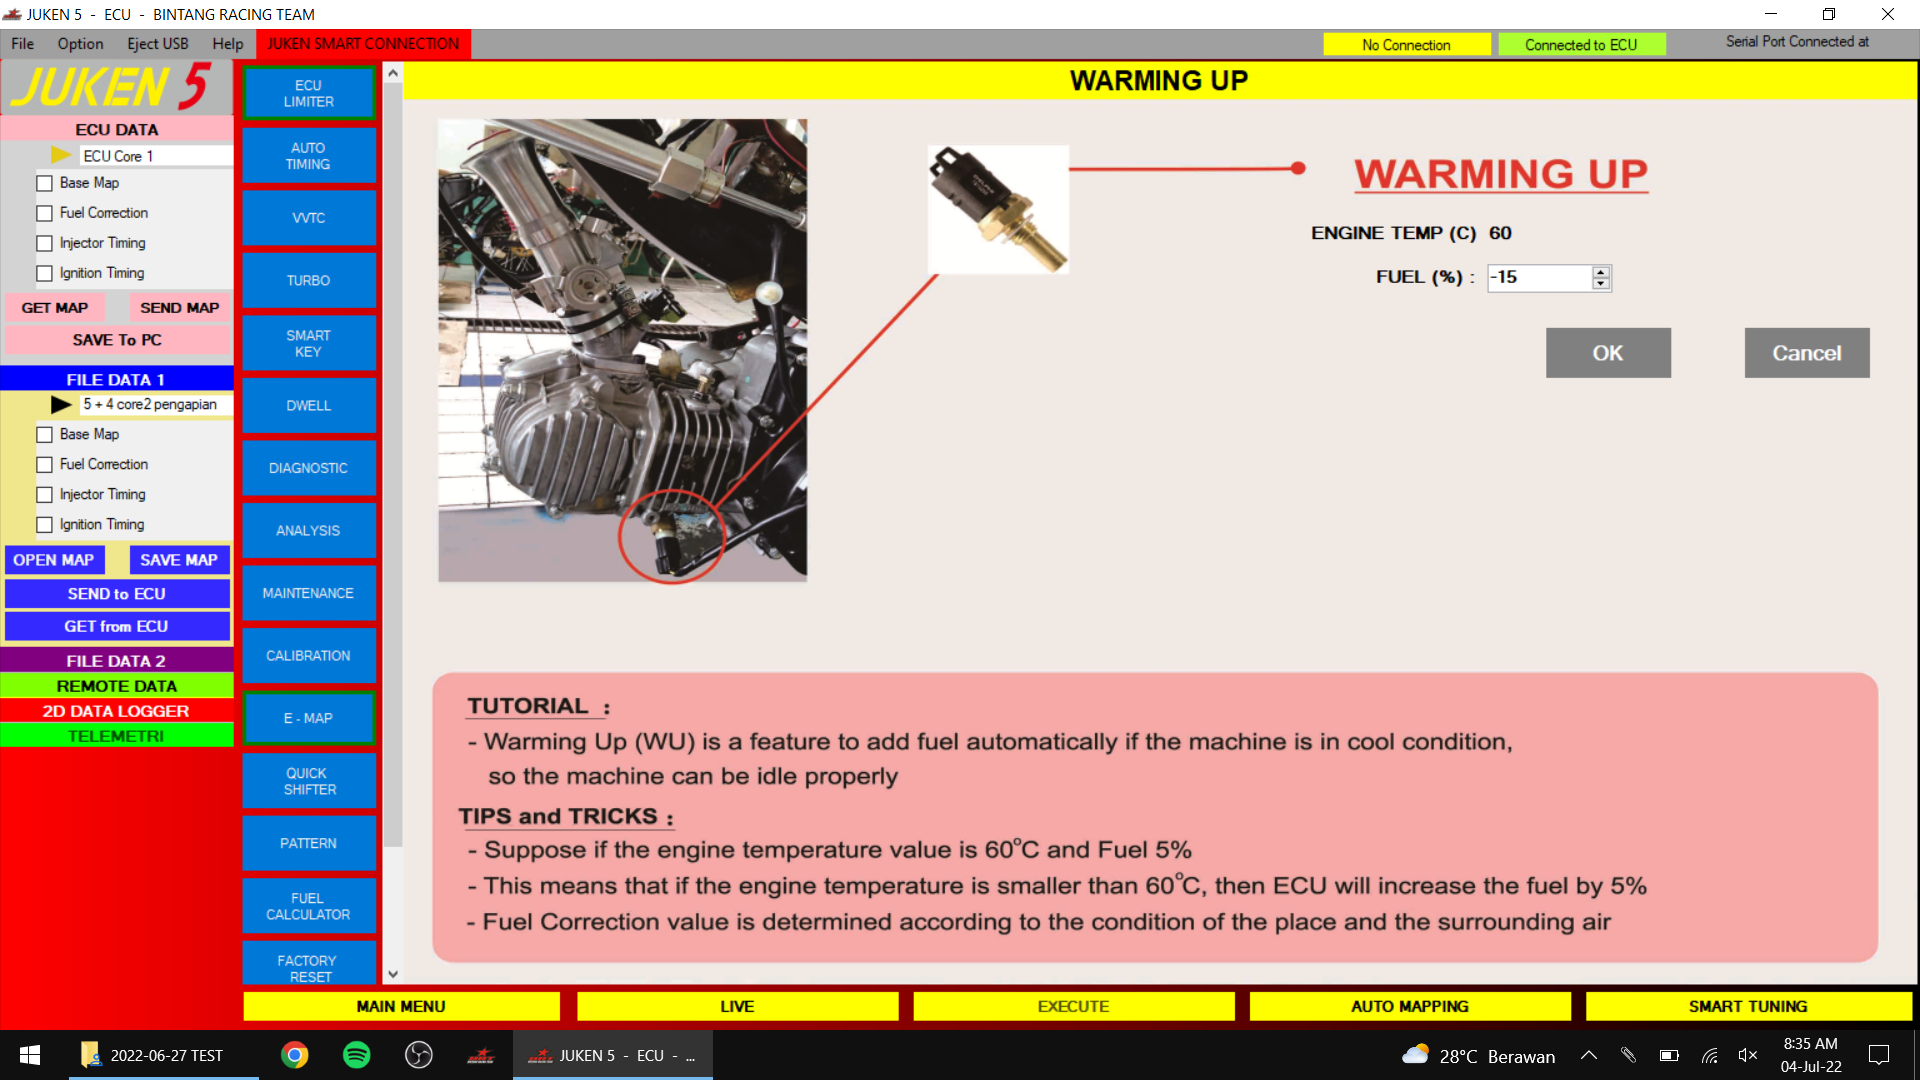 JUKEN 5 - ECU - BINTANG RACING TEAM
File Option Eject USB Help JUKEN SMART CONNECTION No Connection Connected to ECU Serial Port Connected at
JUKEN 5
ECU DATA
ECU Core 1
Base Map
Fuel Correction
Injector Timing
Ignition Timing
GET MAP SEND MAP
SAVE To PC
FILE DATA 1
5 + 4 core2 pengapian
Base Map
Fuel Correction
Injector Timing
Ignition Timing
OPEN MAP SAVE MAP
SEND to ECU
GET from ECU
FILE DATA 2
REMOTE DATA
2D DATA LOGGER
TELEMETRI
ECU
LIMITER
AUTO
TIMING
VVTC
TURBO
SMART
KEY
DWELL
DIAGNOSTIC
ANALYSIS
MAINTENANCE
CALIBRATION
E - MAP
QUICK
SHIFTER
PATTERN
FUEL
CALCULATOR
FACTORY
RESET
WARMING UP
WARMING UP
ENGINE TEMP (C) 60
FUEL (%) : -15
OK Cancel
TUTORIAL :
- Warming Up (WU) is a feature to add fuel automatically if the machine is in cool condition,
so the machine can be idle properly
TIPS and TRICKS :
- Suppose if the engine temperature value is 60°C and Fuel 5%
- This means that if the engine temperature is smaller than 60°C, then ECU will increase the fuel by 5%
- Fuel Correction value is determined according to the condition of the place and the surrounding air
MAIN MENU LIVE EXECUTE AUTO MAPPING SMART TUNING
2022-06-27 TEST JUKEN 5 - ECU - ... 28°C Berawan 8:35 AM
04-Jul-22